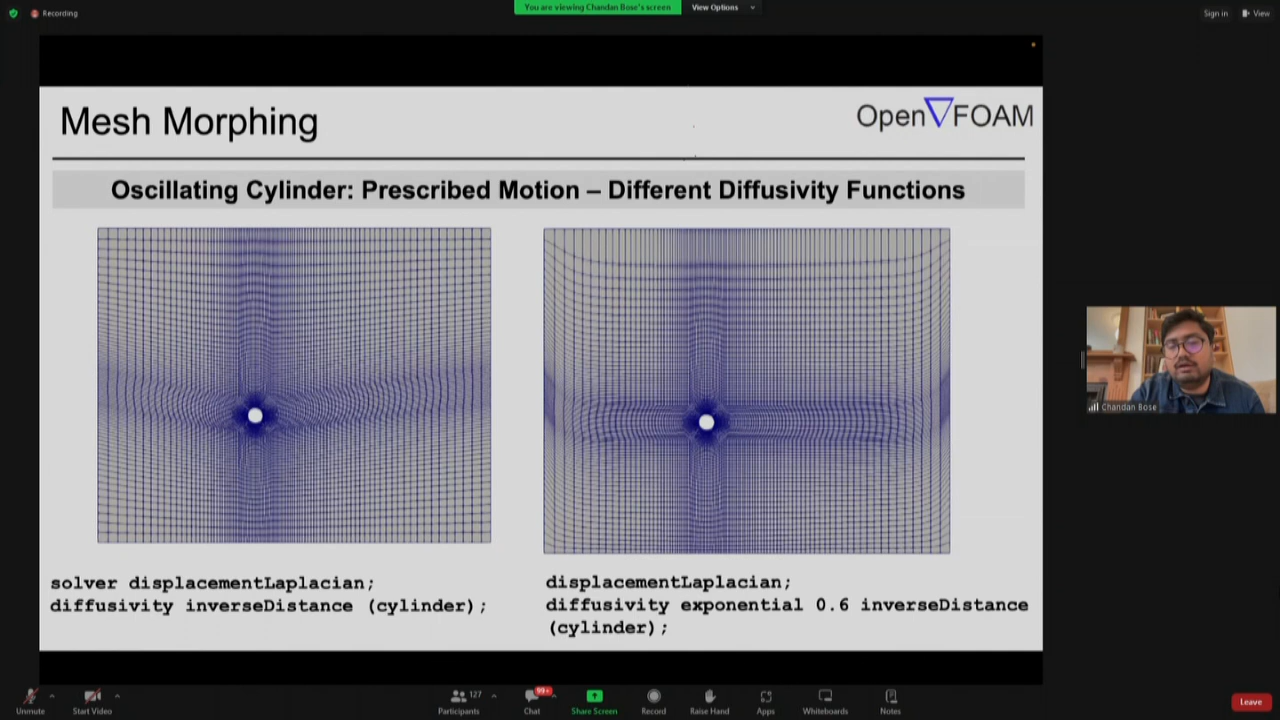 Recording
You are viewing Chandan Bose's screen
View Options
Sign in
View
Mesh Morphing
OpenFOAM
Oscillating Cylinder: Prescribed Motion – Different Diffusivity Functions
solver displacementLaplacian;
diffusivity inverseDistance (cylinder);
displacementLaplacian;
diffusivity exponential 0.6 inverseDistance
(cylinder);
Chandan Bose
Unmute
Start Video
Participants
127
Chat
99+
Share Screen
Record
Raise Hand
Apps
Whiteboards
Notes
Leave